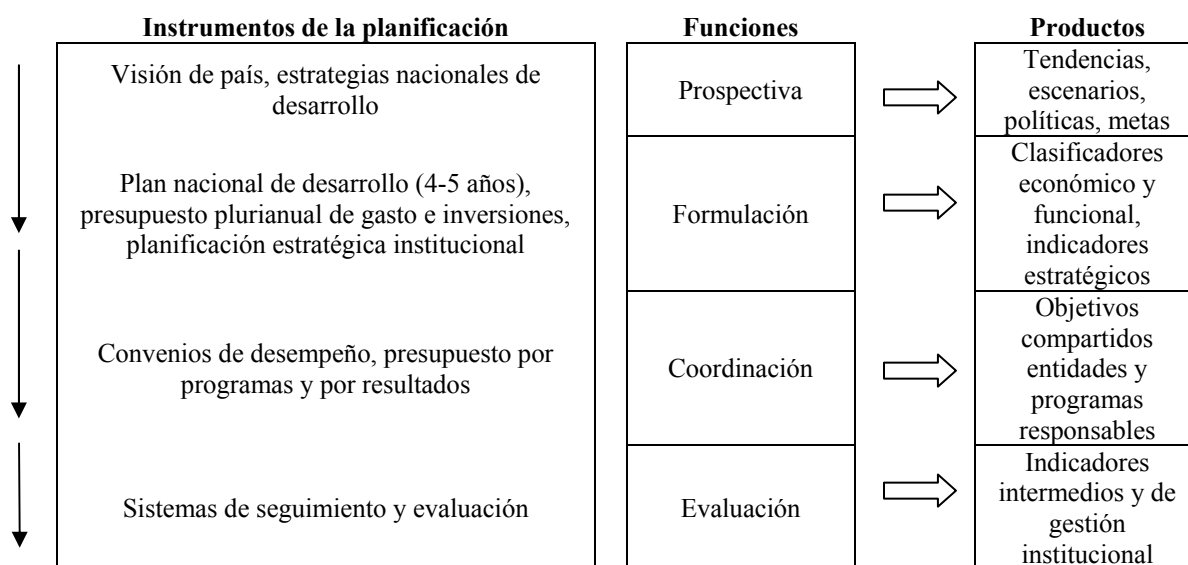 Instrumentos de la planificación
Funciones
Productos
Visión de país, estrategias nacionales de
desarrollo
Prospectiva
Tendencias,
escenarios,
políticas, metas
Plan nacional de desarrollo (4-5 años),
presupuesto plurianual de gasto e inversiones,
planificación estratégica institucional
Formulación
Clasificadores
económico y
funcional,
indicadores
estratégicos
Convenios de desempeño, presupuesto por
programas y por resultados
Coordinación
Objetivos
compartidos
entidades y
programas
responsables
Sistemas de seguimiento y evaluación
Evaluación
Indicadores
intermedios y de
gestión
institucional